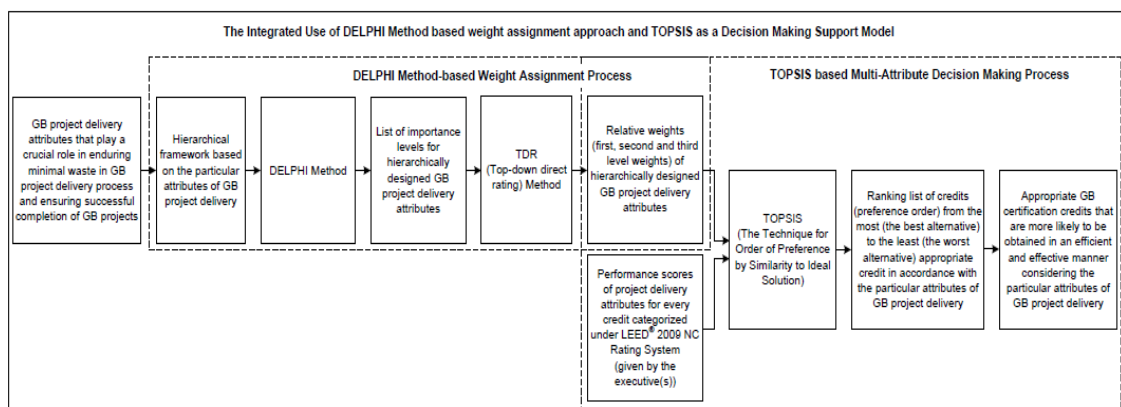 The Integrated Use of DELPHI Method based weight assignment approach and TOPSIS as a Decision Making Support Model
DELPHI Method-based Weight Assignment Process
TOPSIS based Multi-Attribute Decision Making Process
GB project delivery
attributes that play a
crucial role in enduring
minimal waste in GB
project delivery process
and ensuring successful
completion of GB projects
Hierarchical
framework based
on the particular
attributes of GB
project delivery
DELPHI Method
List of importance
levels for
hierarchically
designed GB
project delivery
attributes
TDR
(Top-down direct
rating) Method
Relative weights
(first, second and third
level weights) of
hierarchically designed
GB project delivery
attributes
Performance scores
of project delivery
attributes for every
credit categorized
under LEED® 2009 NC
Rating System
(given by the
executive(s))
TOPSIS
(The Technique for
Order of Preference
by Similarity to Ideal
Solution)
Ranking list of credits
(preference order) from the
most (the best alternative)
to the least (the worst
alternative) appropriate
credit in accordance with
the particular attributes of
GB project delivery
Appropriate GB
certification credits that
are more likely to be
obtained in an efficient
and effective manner
considering the
particular attributes of
GB project delivery